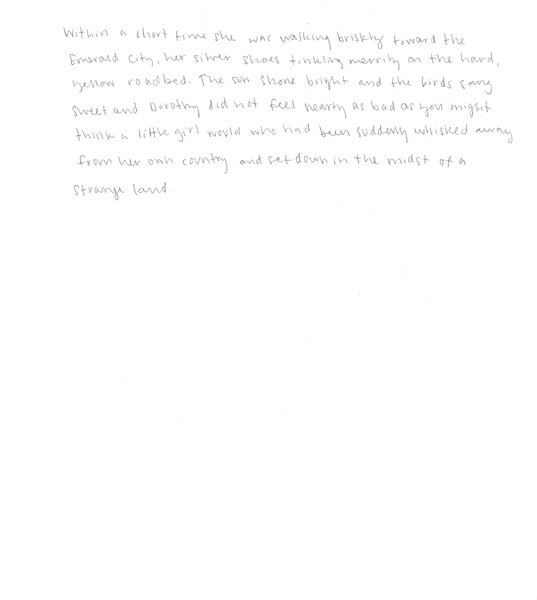 Within a short time she was walking briskly toward the
Emerald City, her silver shoes tinkling merrily on the hard,
yellow roadbed. The sun shone bright and the birds sang
sweet and Dorothy did not feel nearly as bad as you might
think a little girl would who had been suddenly whisked away
from her own country and set down in the midst of a
strange land.